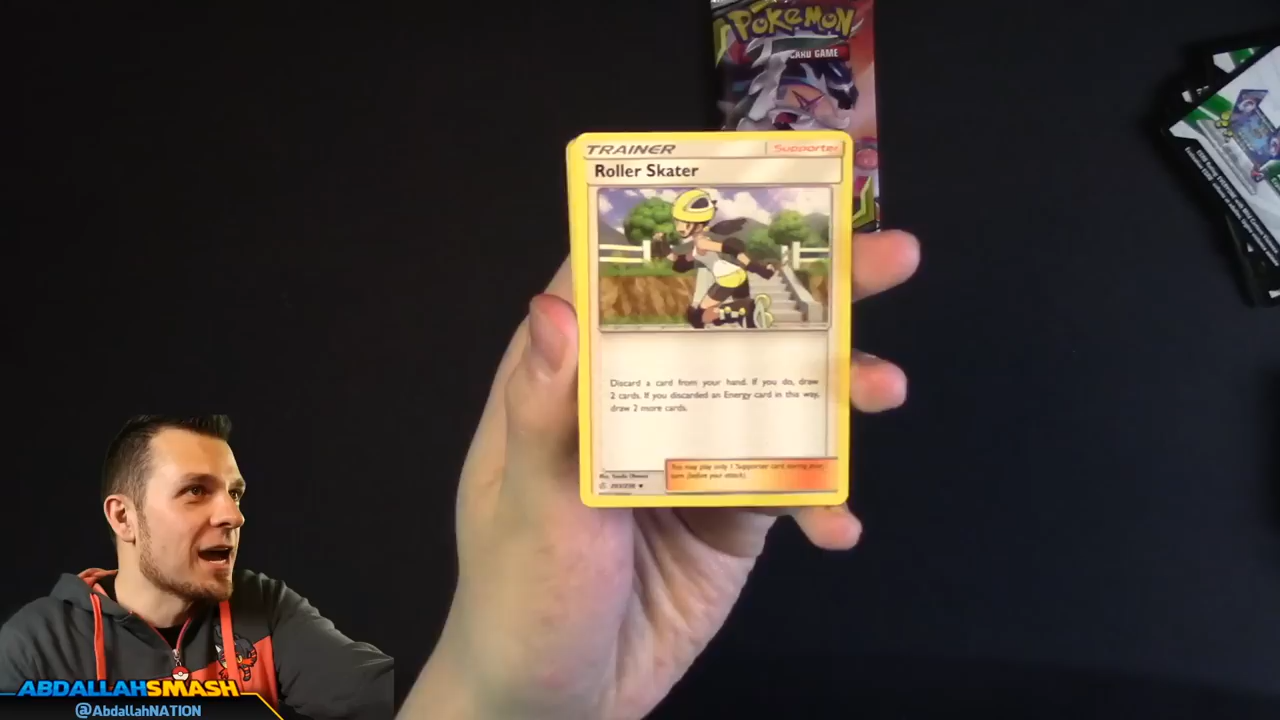 POKÉMON
CARD GAME
TRAINER
Supporter
Roller Skater
Discard a card from your hand. If you do, draw
2 cards. If you discarded an Energy card in this way,
draw 2 more cards.
You may play only 1 Supporter card during your
turn (before your attack).
203/236
ABDALLAHSMASH
@AbdallahNATION